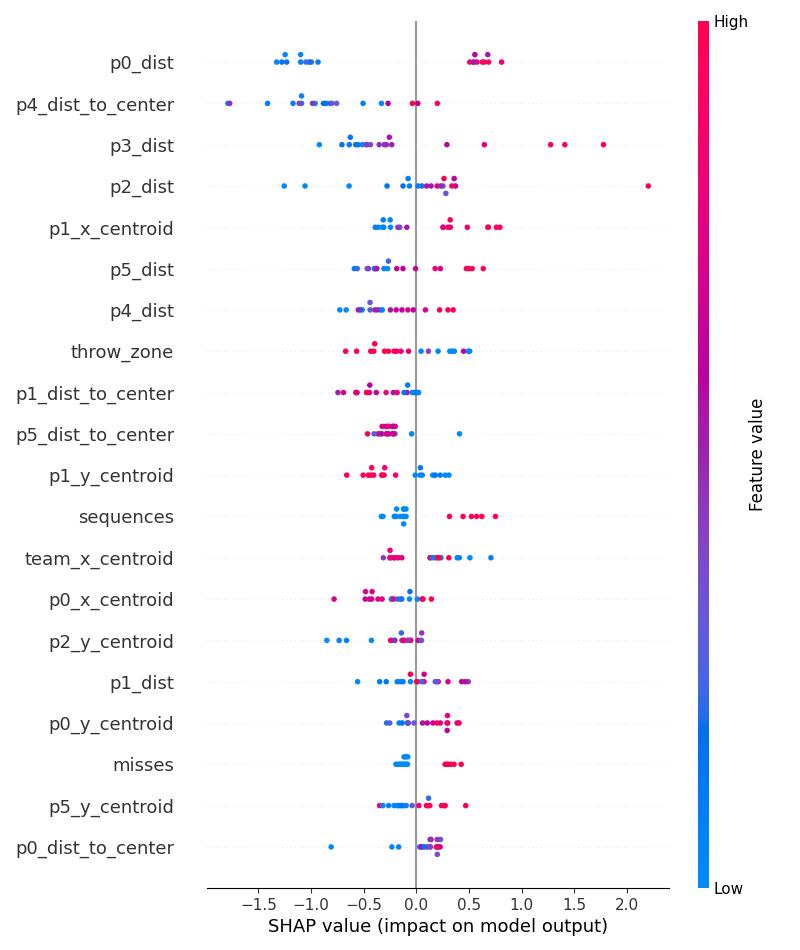 High
p0_dist
p4_dist_to_center
p3_dist
p2_dist
p1_x_centroid
p5_dist
p4_dist
throw_zone
p1_dist_to_center
p5_dist_to_center
p1_y_centroid
sequences
team_x_centroid
p0_x_centroid
p2_y_centroid
p1_dist
p0_y_centroid
misses
p5_y_centroid
p0_dist_to_center
Feature value
Low
−1.5 −1.0 −0.5 0.0 0.5 1.0 1.5 2.0
SHAP value (impact on model output)